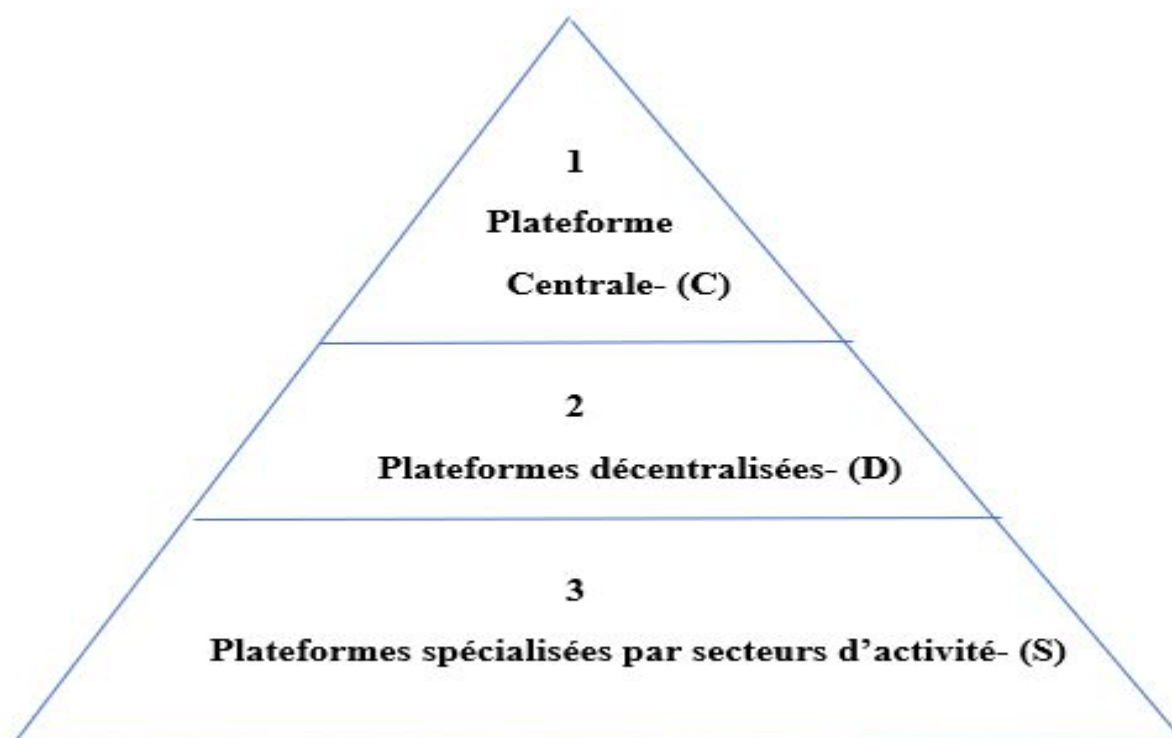 1
Plateforme
Centrale- (C)
2
Plateformes décentralisées- (D)
3
Plateformes spécialisées par secteurs d’activité- (S)